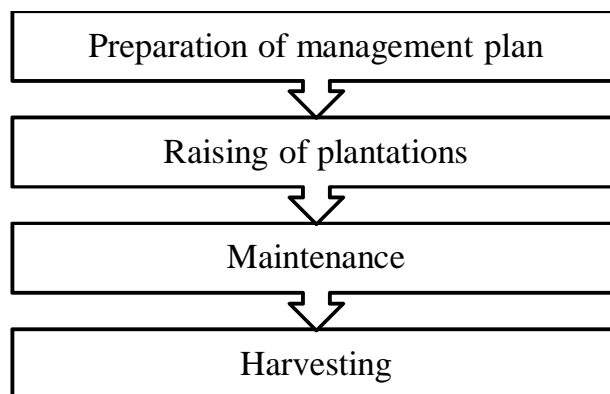 Preparation of management plan
Raising of plantations
Maintenance
Harvesting